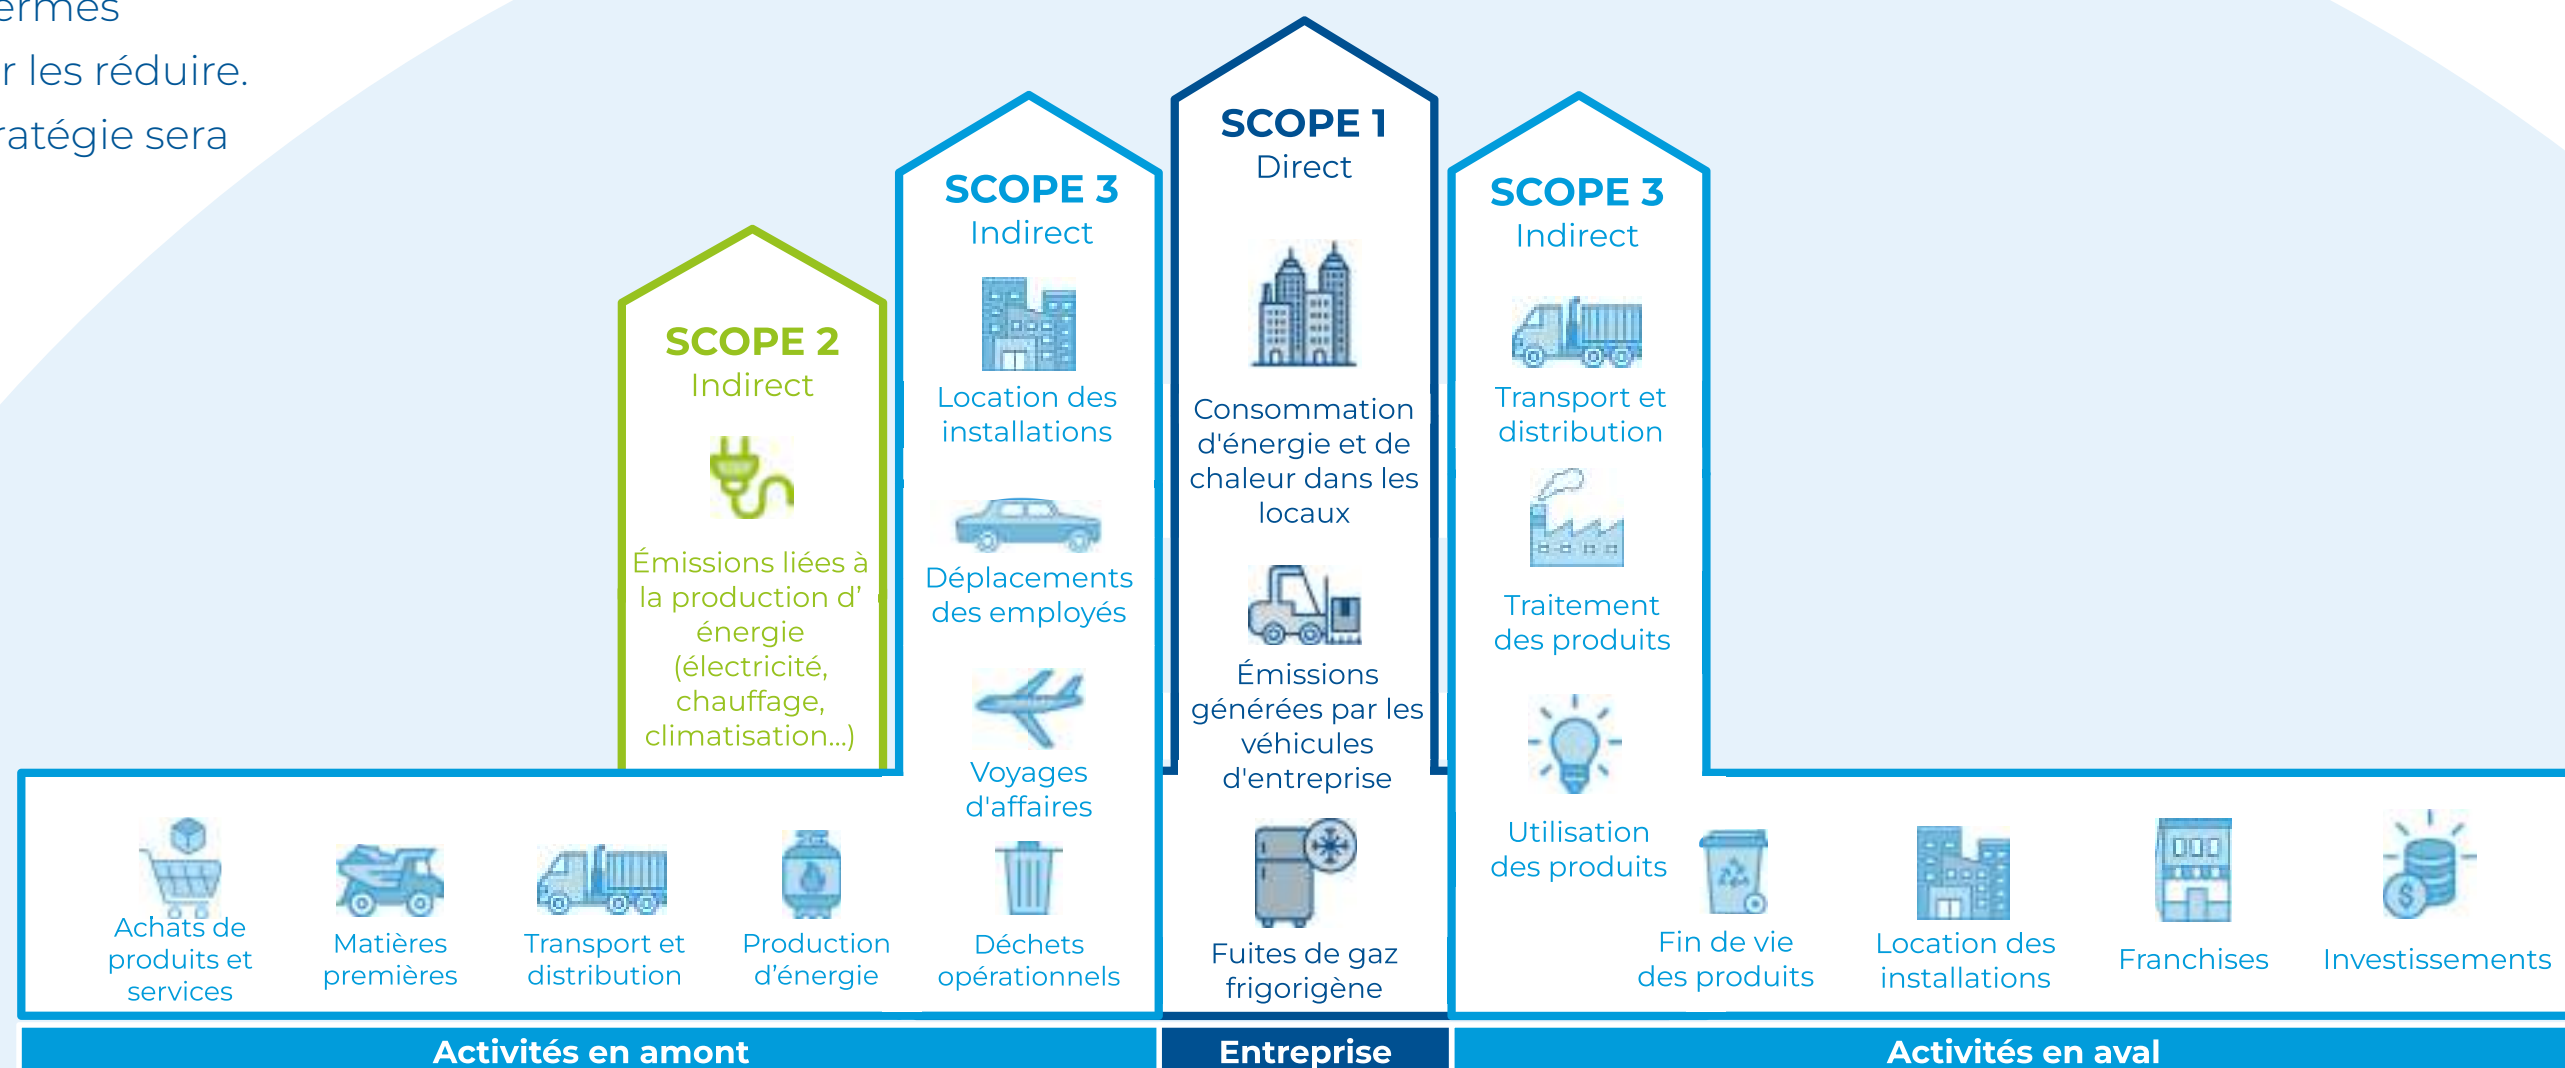 ermes
r les réduire.
ratégie sera
SCOPE 2
Indirect
Émissions liées à
la production d’
énergie
(électricité,
chauffage,
climatisation...)
SCOPE 3
Indirect
Location des
installations
Déplacements
des employés
Voyages
d'affaires
Déchets
opérationnels
SCOPE 1
Direct
Consommation
d'énergie et de
chaleur dans les
locaux
Émissions
générées par les
véhicules
d'entreprise
Fuites de gaz
frigorigène
SCOPE 3
Indirect
Transport et
distribution
Traitement
des produits
Utilisation
des produits
Achats de
produits et
services
Matières
premières
Transport et
distribution
Production
d’énergie
Fin de vie
des produits
Location des
installations
Franchises
Investissements
Activités en amont
Entreprise
Activités en aval